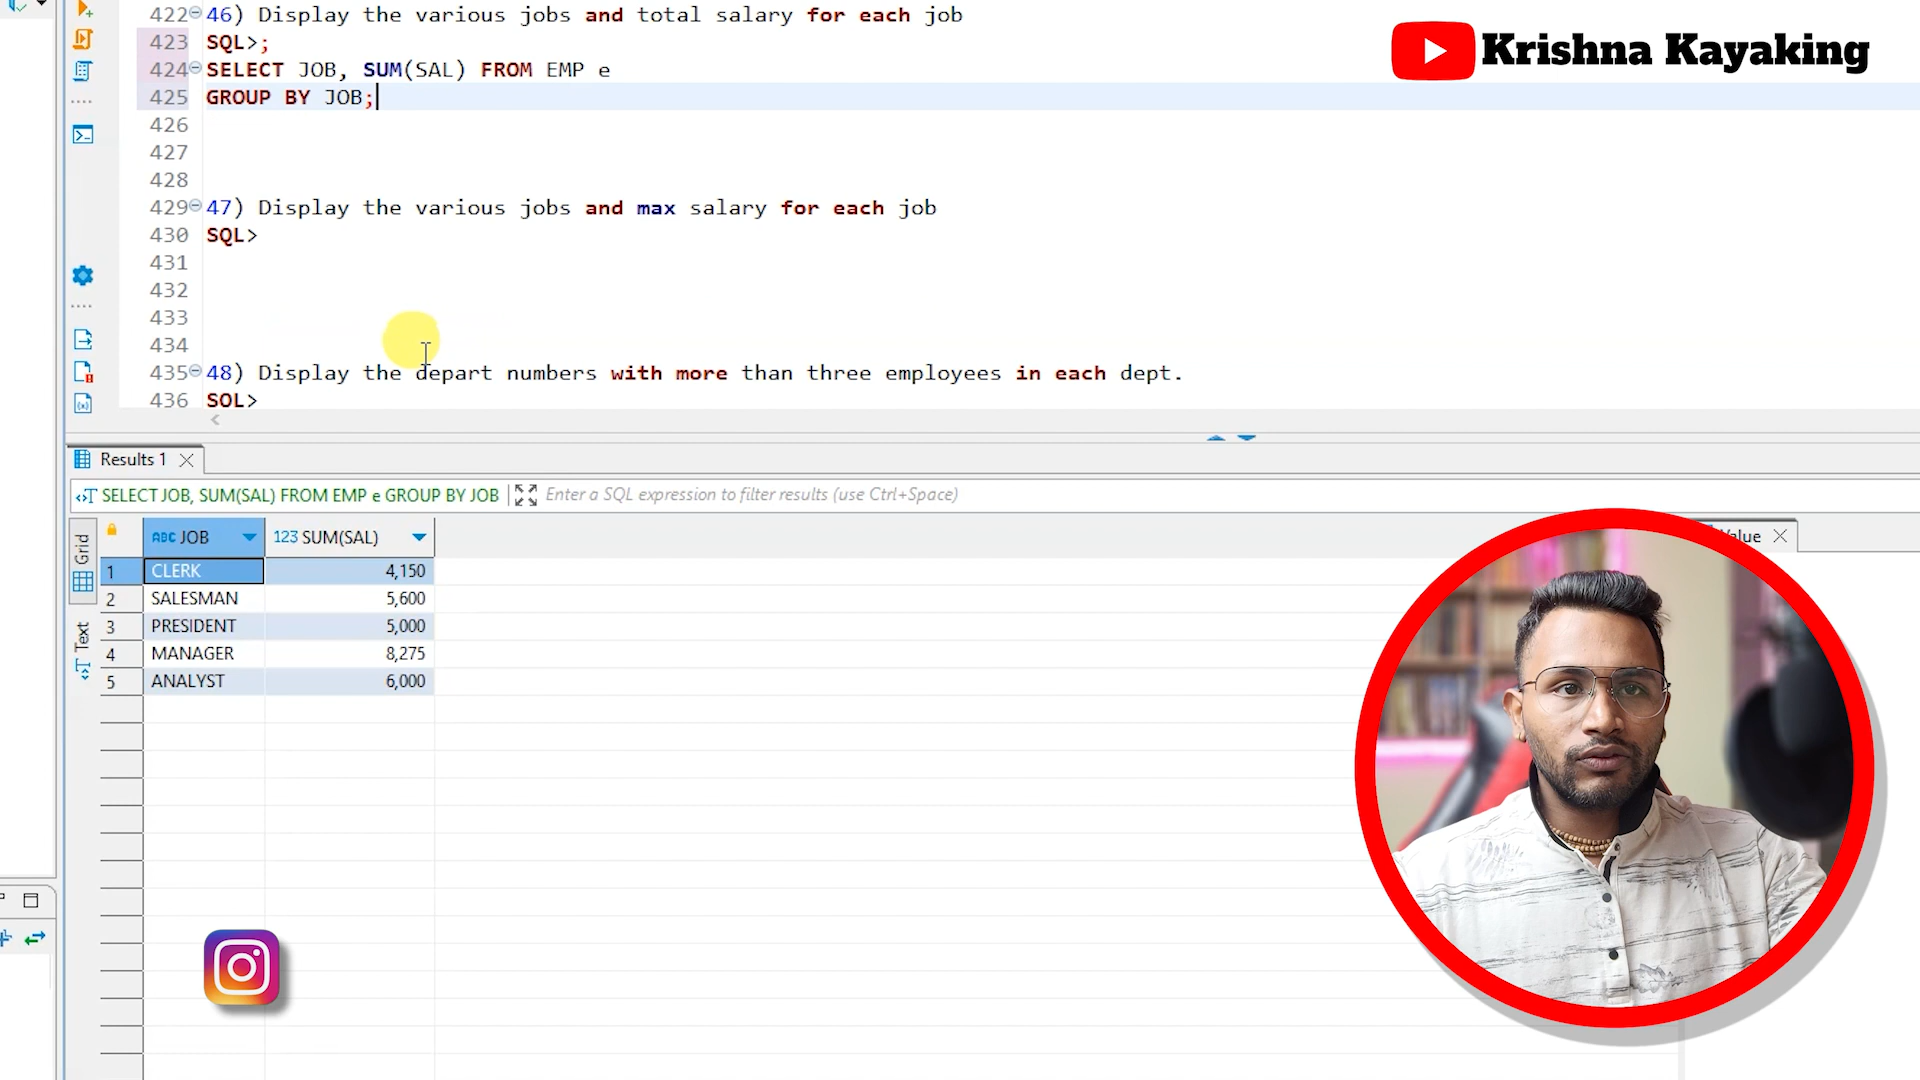 422 46) Display the various jobs and total salary for each job
Krishna Kayaking
423 SQL>;
424 SELECT JOB, SUM(SAL) FROM EMP e
425 GROUP BY JOB;
426
427
428
429 47) Display the various jobs and max salary for each job
430 SQL>
431
432
433
434
435 48) Display the depart numbers with more than three employees in each dept.
436 SQL>
Results 1
SELECT JOB, SUM(SAL) FROM EMP e GROUP BY JOB Enter a SQL expression to filter results (use Ctrl+Space)
Grid
Text
ABC JOB 123 SUM(SAL)
1 CLERK 4,150
2 SALESMAN 5,600
3 PRESIDENT 5,000
4 MANAGER 8,275
5 ANALYST 6,000